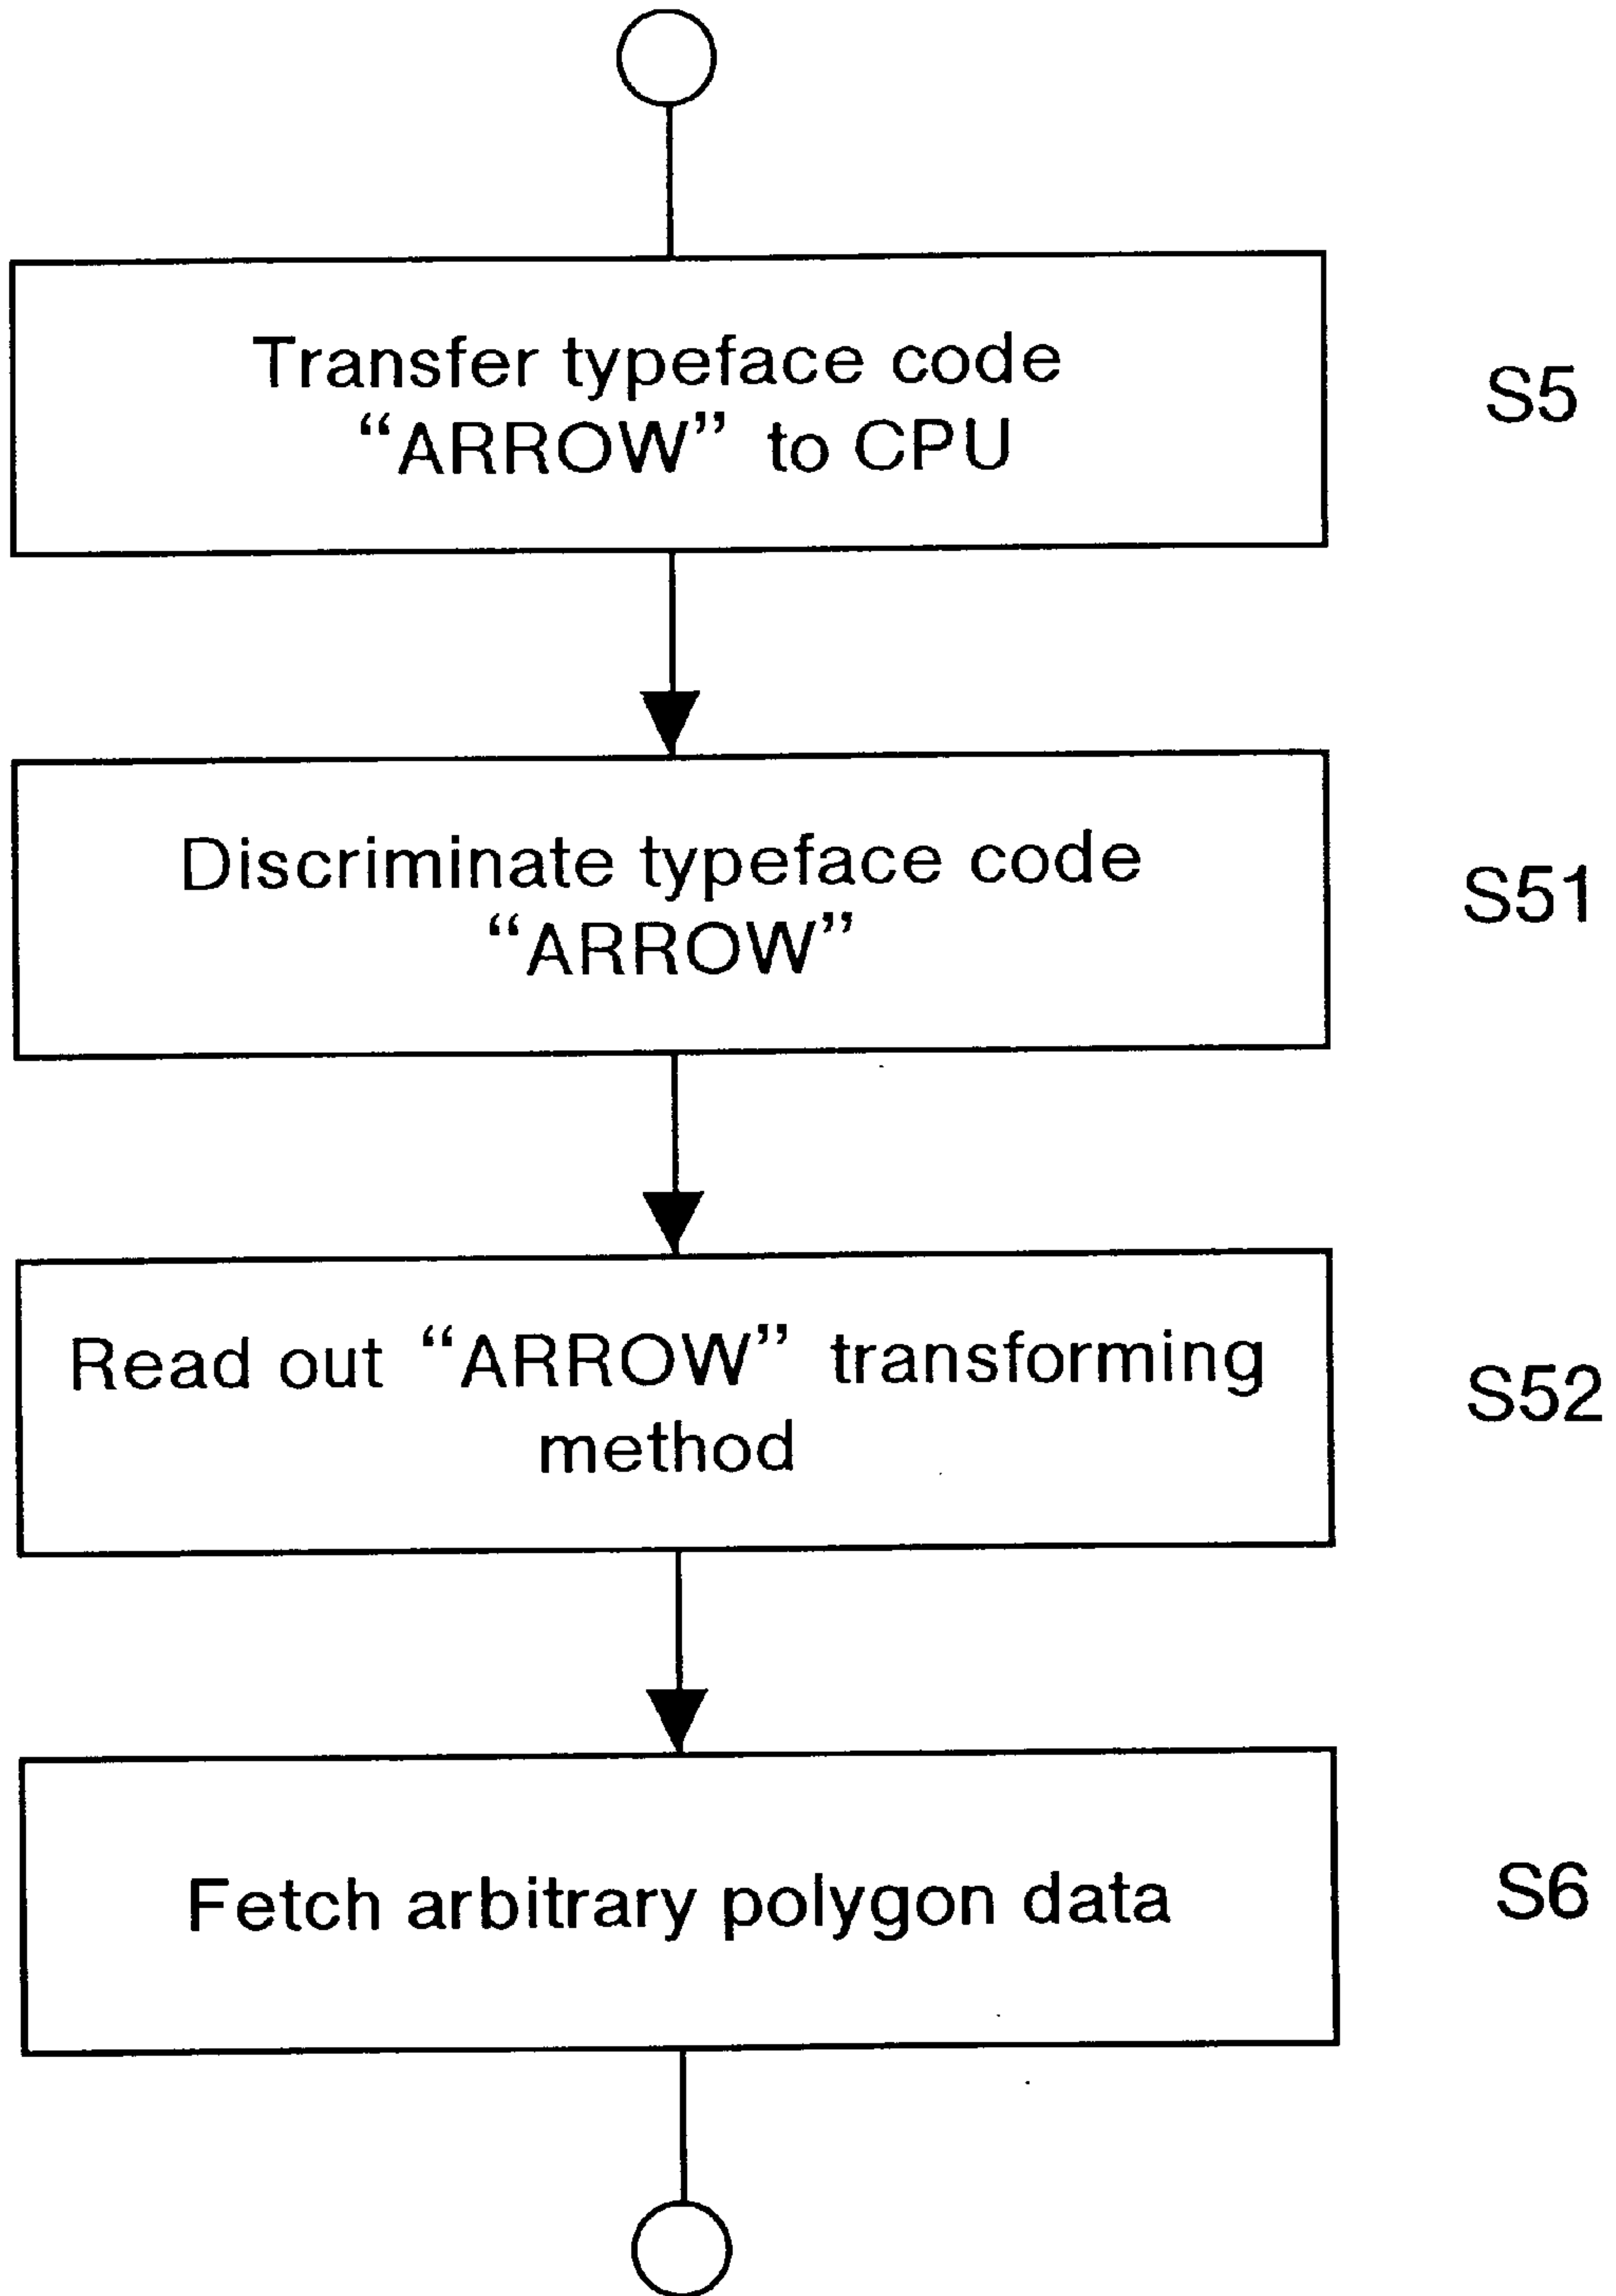 Transfer typeface code
“ARROW” to CPU
S5
Discriminate typeface code
“ARROW”
S51
Read out “ARROW” transforming
method
S52
Fetch arbitrary polygon data
S6